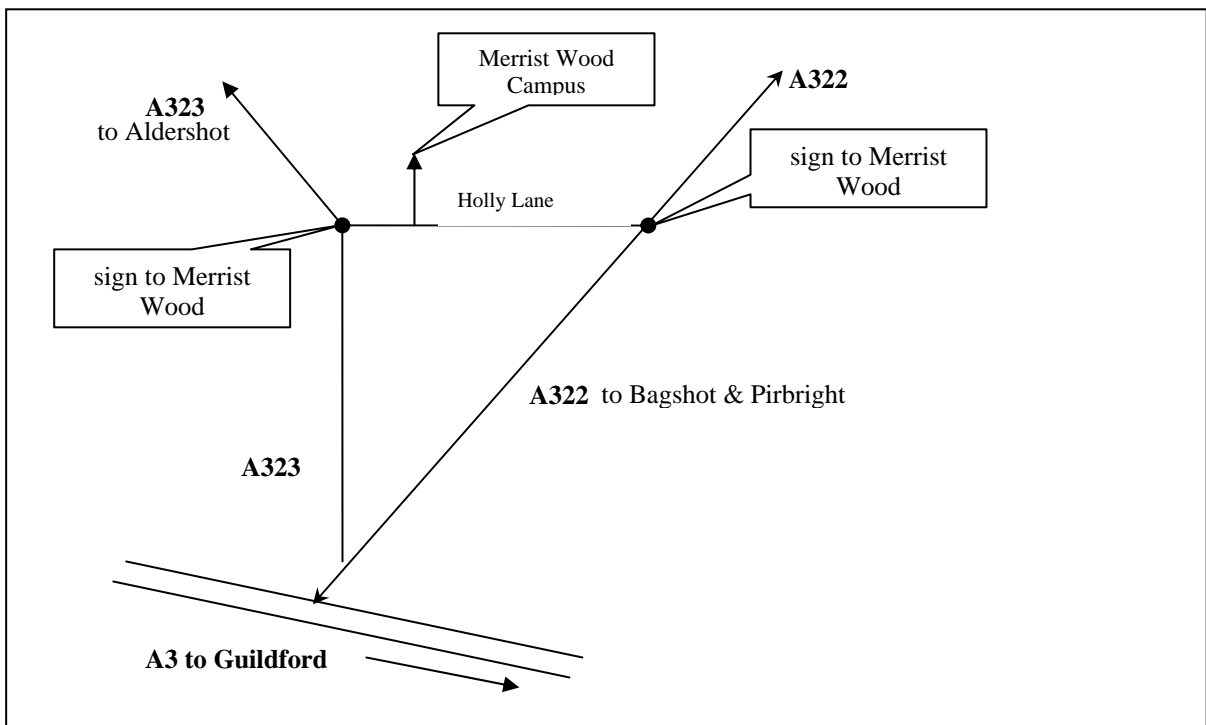 Merrist Wood
Campus
A323
to Aldershot
A322
sign to Merrist
Wood
Holly Lane
sign to Merrist
Wood
A322 to Bagshot & Pirbright
A323
A3 to Guildford